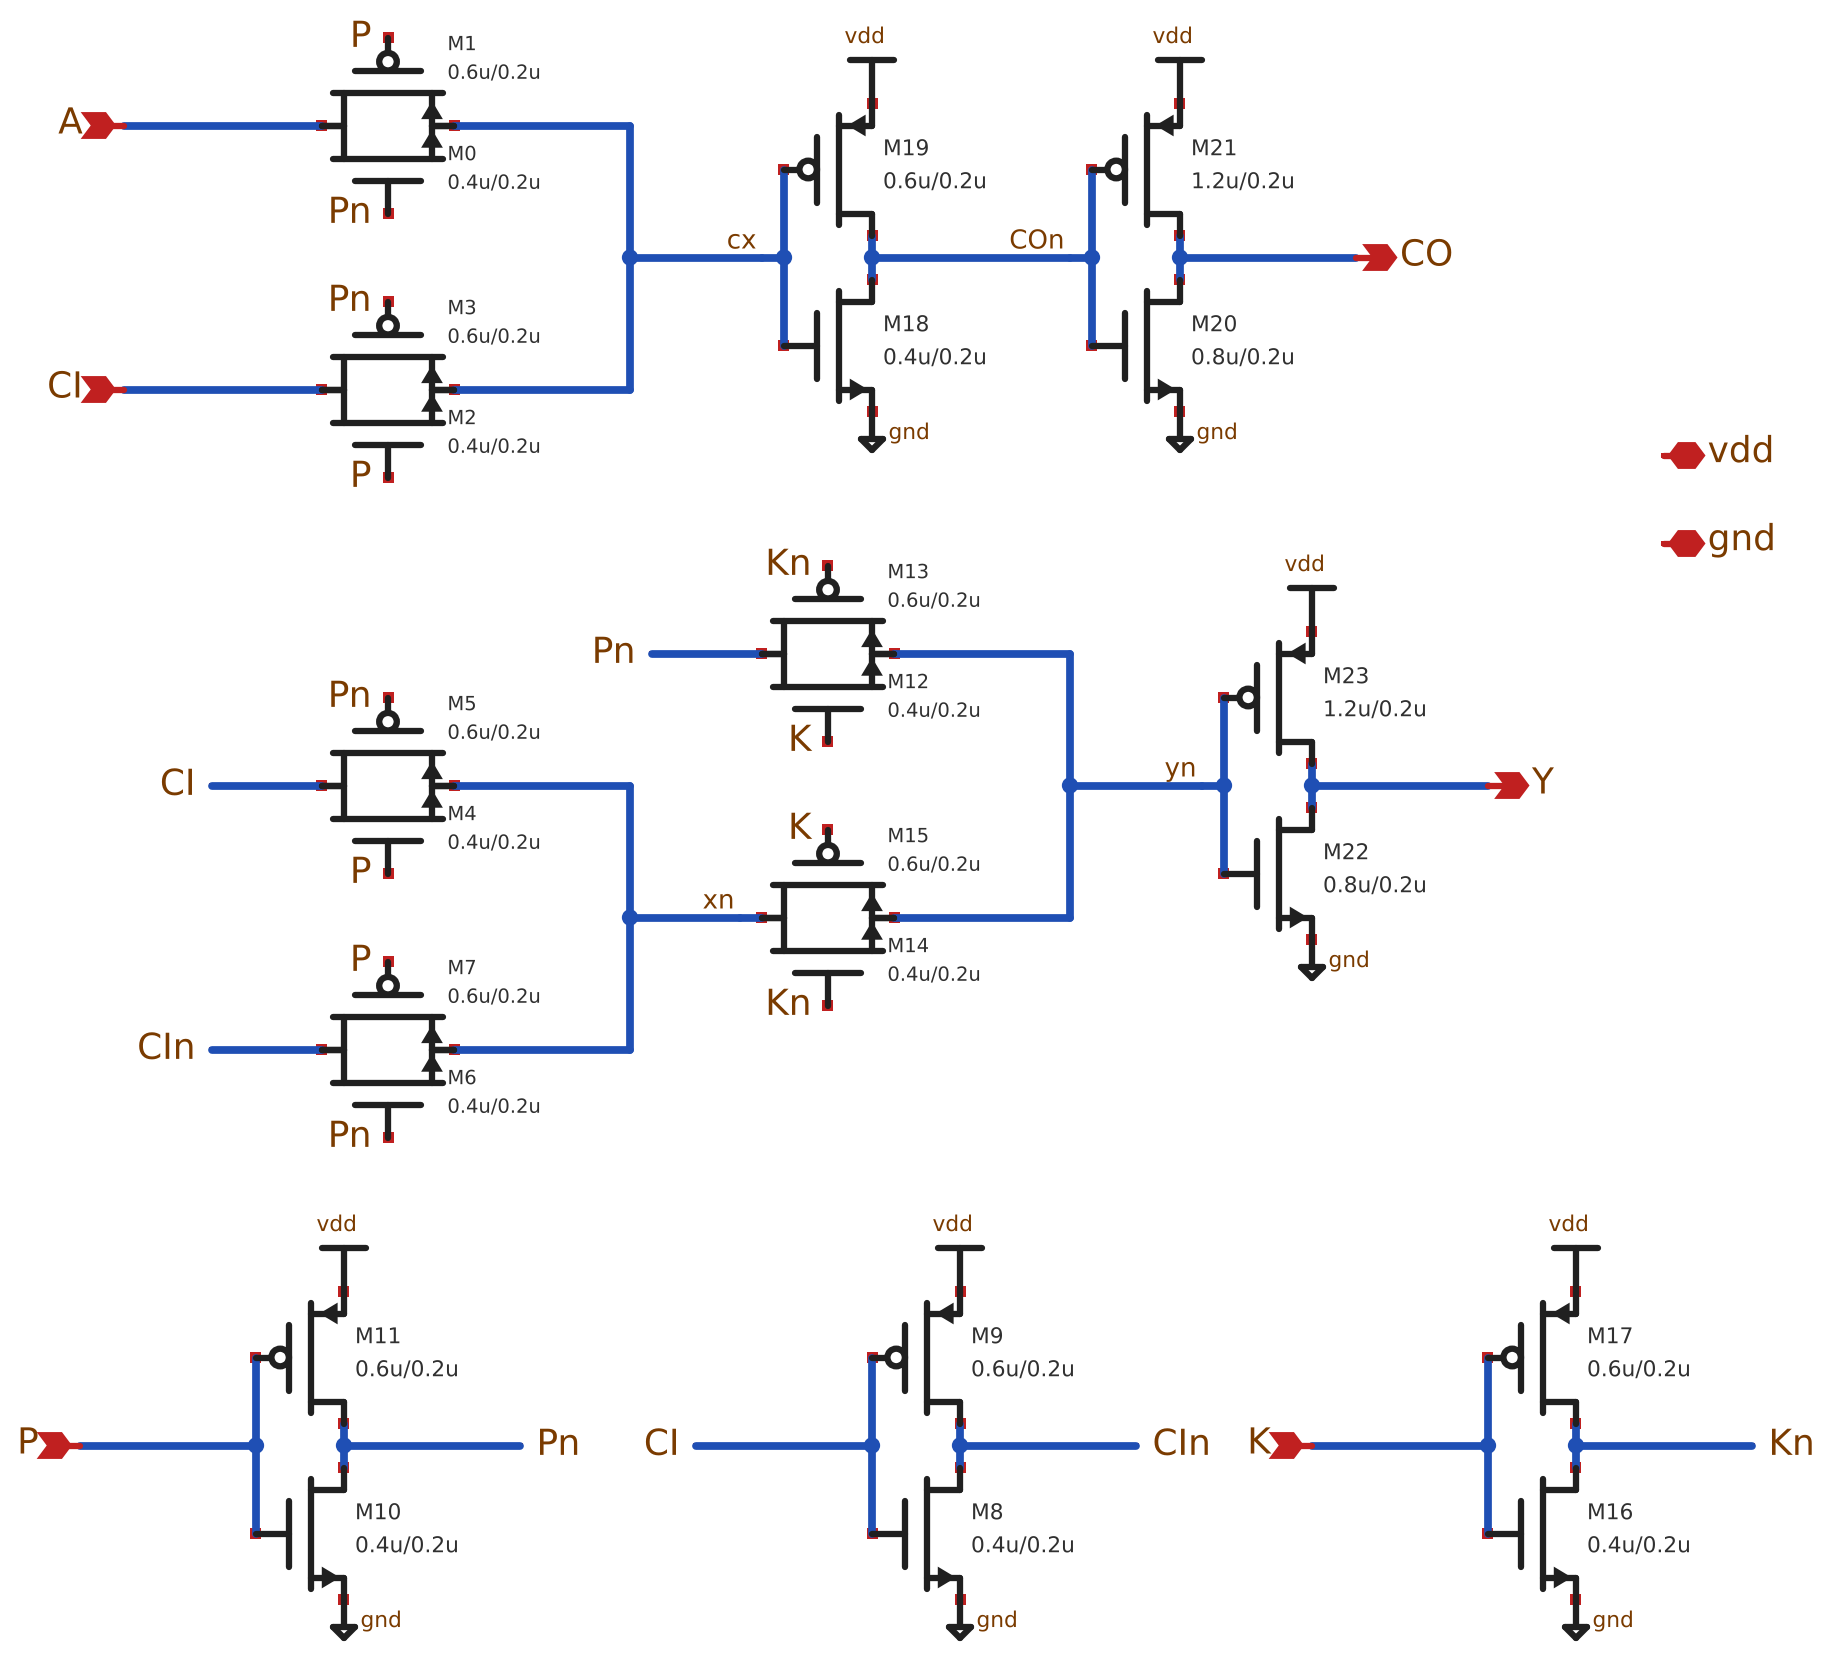 P
M1
0.6u/0.2u
A
M0
0.4u/0.2u
Pn
vdd
M19
0.6u/0.2u
vdd
M21
1.2u/0.2u
cx
COn
CO
Pn
M3
0.6u/0.2u
CI
M2
0.4u/0.2u
P
M18
0.4u/0.2u
gnd
M20
0.8u/0.2u
gnd
vdd
gnd
Kn
M13
0.6u/0.2u
Pn
M12
0.4u/0.2u
K
vdd
M23
1.2u/0.2u
Pn
M5
0.6u/0.2u
CI
M4
0.4u/0.2u
P
yn
Y
K
M15
0.6u/0.2u
xn
M14
0.4u/0.2u
Kn
M22
0.8u/0.2u
gnd
P
M7
0.6u/0.2u
CIn
M6
0.4u/0.2u
Pn
vdd
M11
0.6u/0.2u
P
Pn
M10
0.4u/0.2u
gnd
vdd
M9
0.6u/0.2u
CI
CIn
M8
0.4u/0.2u
gnd
vdd
M17
0.6u/0.2u
K
Kn
M16
0.4u/0.2u
gnd